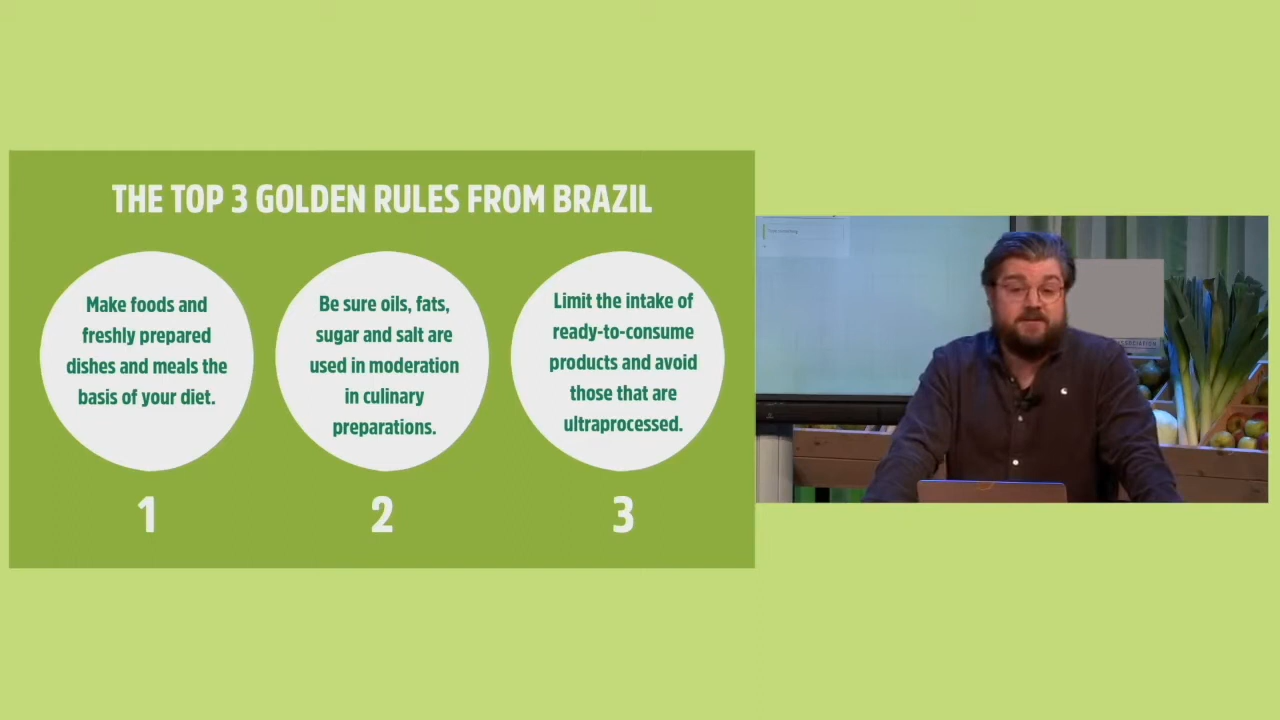 THE TOP 3 GOLDEN RULES FROM BRAZIL
Make foods and
freshly prepared
dishes and meals the
basis of your diet.
1
Be sure oils, fats,
sugar and salt are
used in moderation
in culinary
preparations.
2
Limit the intake of
ready-to-consume
products and avoid
those that are
ultraprocessed.
3